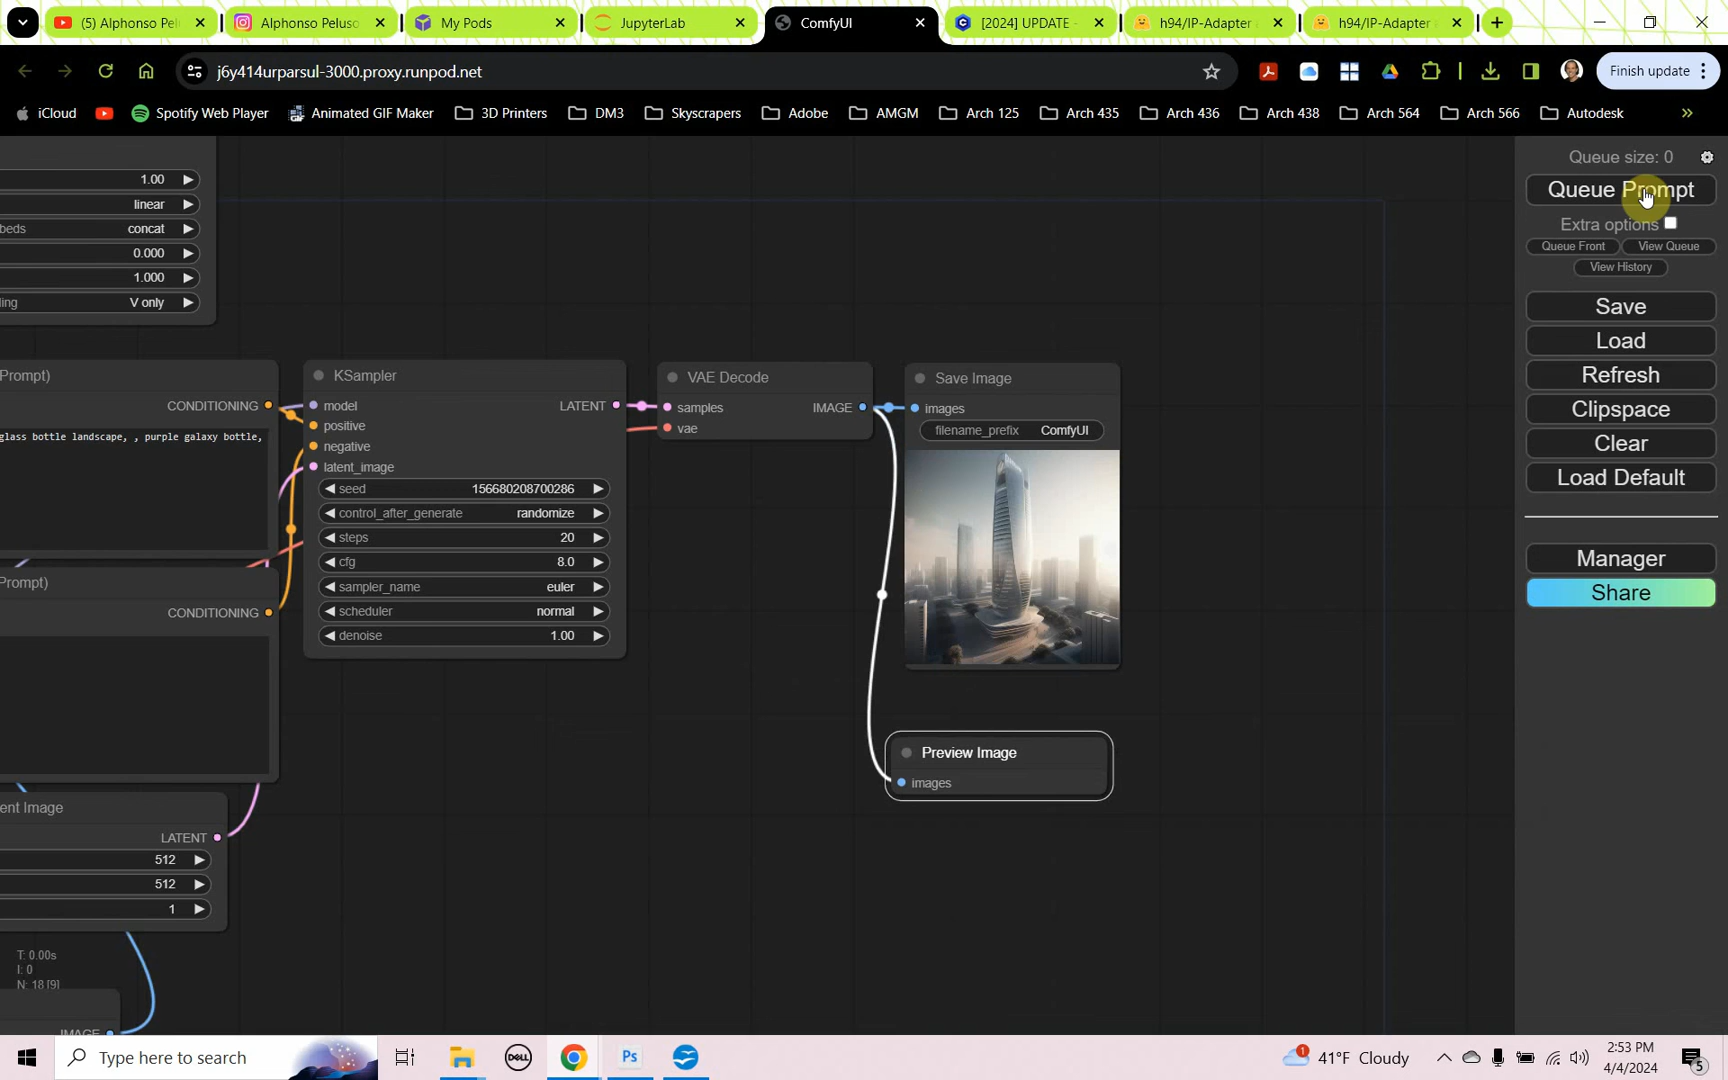 (5) Alphonso Pel
Alphonso Peluso
My Pods
JupyterLab
ComfyUI
[2024] UPDATE -
h94/IP-Adapter
h94/IP-Adapter
j6y414urparsul-3000.proxy.runpod.net
Finish update
iCloud
Spotify Web Player
Animated GIF Maker
3D Printers
DM3
Skyscrapers
Adobe
AMGM
Arch 125
Arch 435
Arch 436
Arch 438
Arch 564
Arch 566
Autodesk
»
Queue size: 0
Queue Prompt
Extra options
Queue Front
View Queue
View History
Save
Load
Refresh
Clipspace
Clear
Load Default
Manager
Share
1.00
linear
beds concat
0.000
1.000
ling V only
Prompt)
CONDITIONING
glass bottle landscape, , purple galaxy bottle,
Prompt)
CONDITIONING
ent Image
LATENT
512
512
1
T: 0.00s
I: 0
N: 18 [9]
IMAGE
KSampler
model LATENT
positive
negative
latent_image
seed 156680208700286
control_after_generate randomize
steps 20
cfg 8.0
sampler_name euler
scheduler normal
denoise 1.00
VAE Decode
samples IMAGE
vae
Save Image
images
filename_prefix ComfyUI
Preview Image
images
Type here to search
DELL
Ps
1
41°F Cloudy
2:53 PM
4/4/2024
5